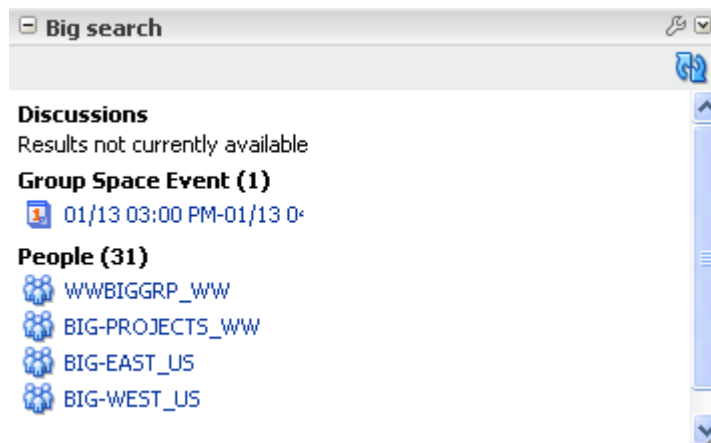 Big search
Discussions
Results not currently available
Group Space Event (1)
01/13 03:00 PM-01/13
People (31)
WWBIGGRP_WW
BIG-PROJECTS_WW
BIG-EAST_US
BIG-WEST_US